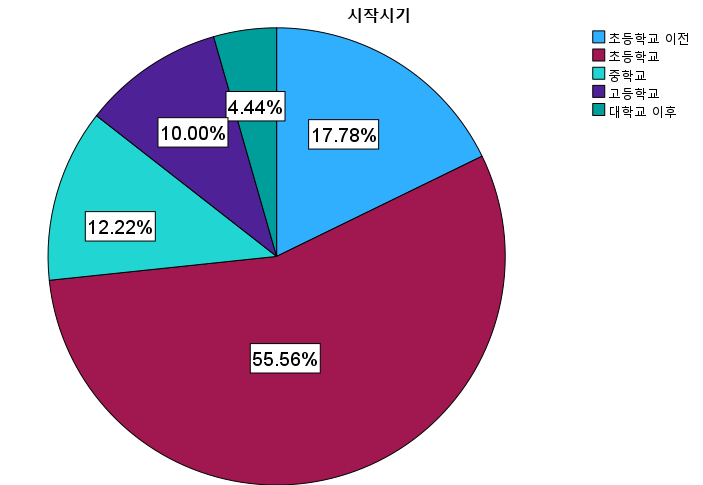 시작시기
초등학교 이전
초등학교
중학교
고등학교
대학교 이후
4.44%
10.00%
17.78%
12.22%
55.56%